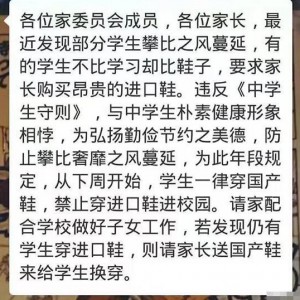 各位家委员会成员，各位家长，最
近发现部分学生攀比之风蔓延，有
的学生不比学习却比鞋子，要求家
长购买昂贵的进口鞋。违反《中学
生守则》，与中学生朴素健康形象
相悖，为弘扬勤俭节约之美德，防
止攀比奢靡之风蔓延，为此年段规
定，从下周开始，学生一律穿国产
鞋，禁止穿进口鞋进校园。请家配
合学校做好子女工作，若发现仍有
学生穿进口鞋，则请家长送国产鞋
来给学生换穿。